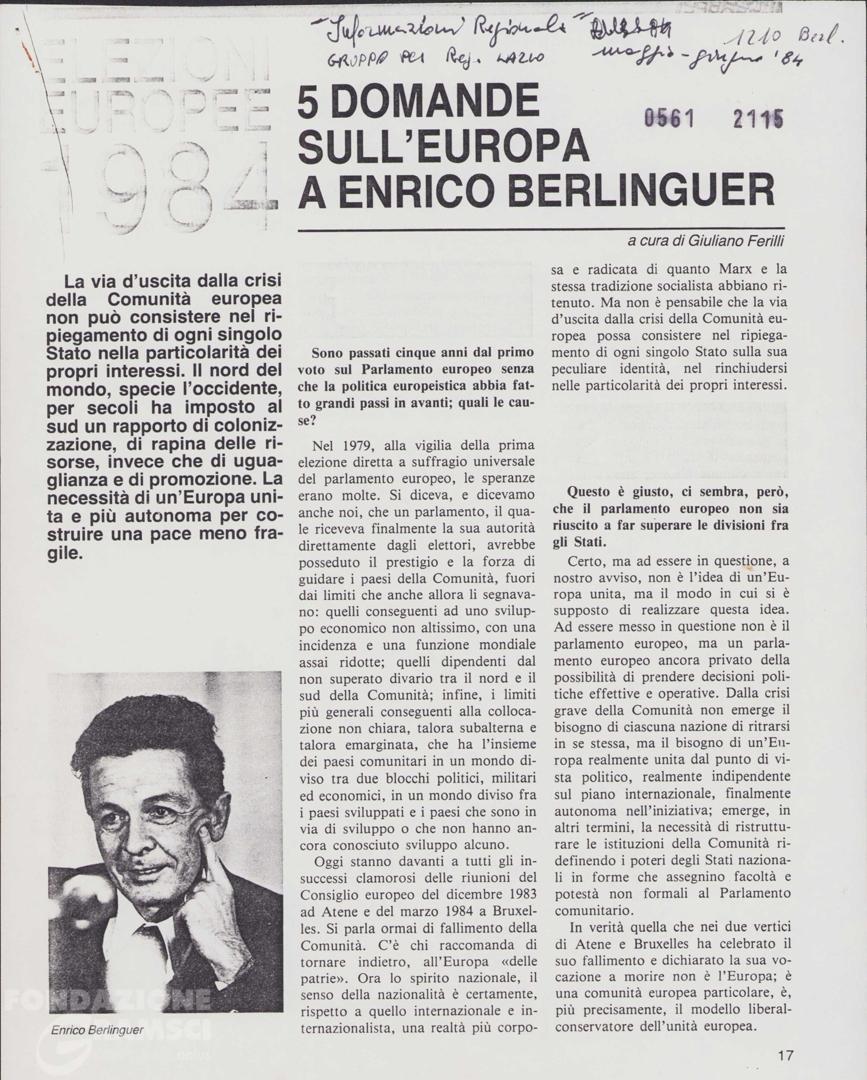 "Informazioni Regionali"
GRUPPO PCI Reg. LAZIO
maggio - giugno '84
1210 Berl.
ELEZIONI
EUROPEE
1984
5 DOMANDE
SULL'EUROPA
A ENRICO BERLINGUER
0561 2115
a cura di Giuliano Ferilli
La via d'uscita dalla crisi
della Comunità europea
non può consistere nel ri-
piegamento di ogni singolo
Stato nella particolarità dei
propri interessi. Il nord del
mondo, specie l'occidente,
per secoli ha imposto al
sud un rapporto di coloniz-
zazione, di rapina delle ri-
sorse, invece che di ugua-
glianza e di promozione. La
necessità di un'Europa uni-
ta e più autonoma per co-
struire una pace meno fra-
gile.
Enrico Berlinguer
Sono passati cinque anni dal primo
voto sul Parlamento europeo senza
che la politica europeistica abbia fat-
to grandi passi in avanti; quali le cau-
se?
Nel 1979, alla vigilia della prima
elezione diretta a suffragio universale
del parlamento europeo, le speranze
erano molte. Si diceva, e dicevamo
anche noi, che un parlamento, il qua-
le riceveva finalmente la sua autorità
direttamente dagli elettori, avrebbe
posseduto il prestigio e la forza di
guidare i paesi della Comunità, fuori
dai limiti che anche allora li segnava-
no: quelli conseguenti ad uno svilup-
po economico non altissimo, con una
incidenza e una funzione mondiale
assai ridotte; quelli dipendenti dal
non superato divario tra il nord e il
sud della Comunità; infine, i limiti
più generali conseguenti alla colloca-
zione non chiara, talora subalterna e
talora emarginata, che ha l'insieme
dei paesi comunitari in un mondo di-
viso tra due blocchi politici, militari
ed economici, in un mondo diviso fra
i paesi sviluppati e i paesi che sono in
via di sviluppo o che non hanno an-
cora conosciuto sviluppo alcuno.
Oggi stanno davanti a tutti gli in-
successi clamorosi delle riunioni del
Consiglio europeo del dicembre 1983
ad Atene e del marzo 1984 a Bruxel-
les. Si parla ormai di fallimento della
Comunità. C'è chi raccomanda di
tornare indietro, all'Europa «delle
patrie». Ora lo spirito nazionale, il
senso della nazionalità è certamente,
rispetto a quello internazionale e in-
ternazionalista, una realtà più corpo-
sa e radicata di quanto Marx e la
stessa tradizione socialista abbiano ri-
tenuto. Ma non è pensabile che la via
d'uscita dalla crisi della Comunità eu-
ropea possa consistere nel ripiega-
mento di ogni singolo Stato sulla sua
peculiare identità, nel rinchiudersi
nelle particolarità dei propri interessi.
Questo è giusto, ci sembra, però,
che il parlamento europeo non sia
riuscito a far superare le divisioni fra
gli Stati.
Certo, ma ad essere in questione, a
nostro avviso, non è l'idea di un'Eu-
ropa unita, ma il modo in cui si è
supposto di realizzare questa idea.
Ad essere messo in questione non è il
parlamento europeo, ma un parla-
mento europeo ancora privato della
possibilità di prendere decisioni poli-
tiche effettive e operative. Dalla crisi
grave della Comunità non emerge il
bisogno di ciascuna nazione di ritrarsi
in se stessa, ma il bisogno di un'Eu-
ropa realmente unita dal punto di vi-
sta politico, realmente indipendente
sul piano internazionale, finalmente
autonoma nell'iniziativa; emerge, in
altri termini, la necessità di ristruttu-
rare le istituzioni della Comunità ri-
definendo i poteri degli Stati naziona-
li in forme che assegnino facoltà e
potestà non formali al Parlamento
comunitario.
In verità quella che nei due vertici
di Atene e Bruxelles ha celebrato il
suo fallimento e dichiarato la sua vo-
cazione a morire non è l'Europa; è
una comunità europea particolare, è,
più precisamente, il modello liberal-
conservatore dell'unità europea.
FONDAZIONE
GRAMSCI
onlus
17